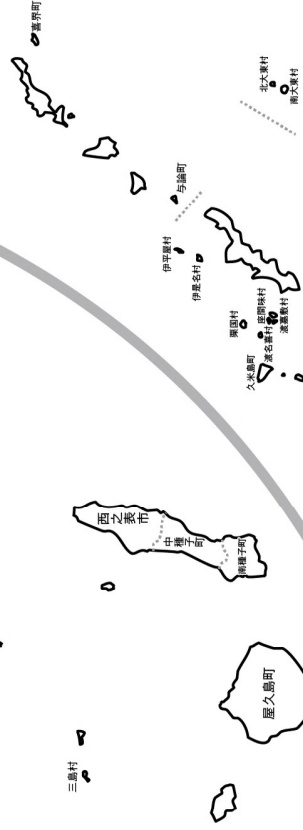 喜界町
北大東村
南大東村
与論町
伊平屋村
伊是名村
粟国村
座間味村
渡名喜村
渡嘉敷村
久米島町
西之表市
中種子町
南種子町
屋久島町
三島村